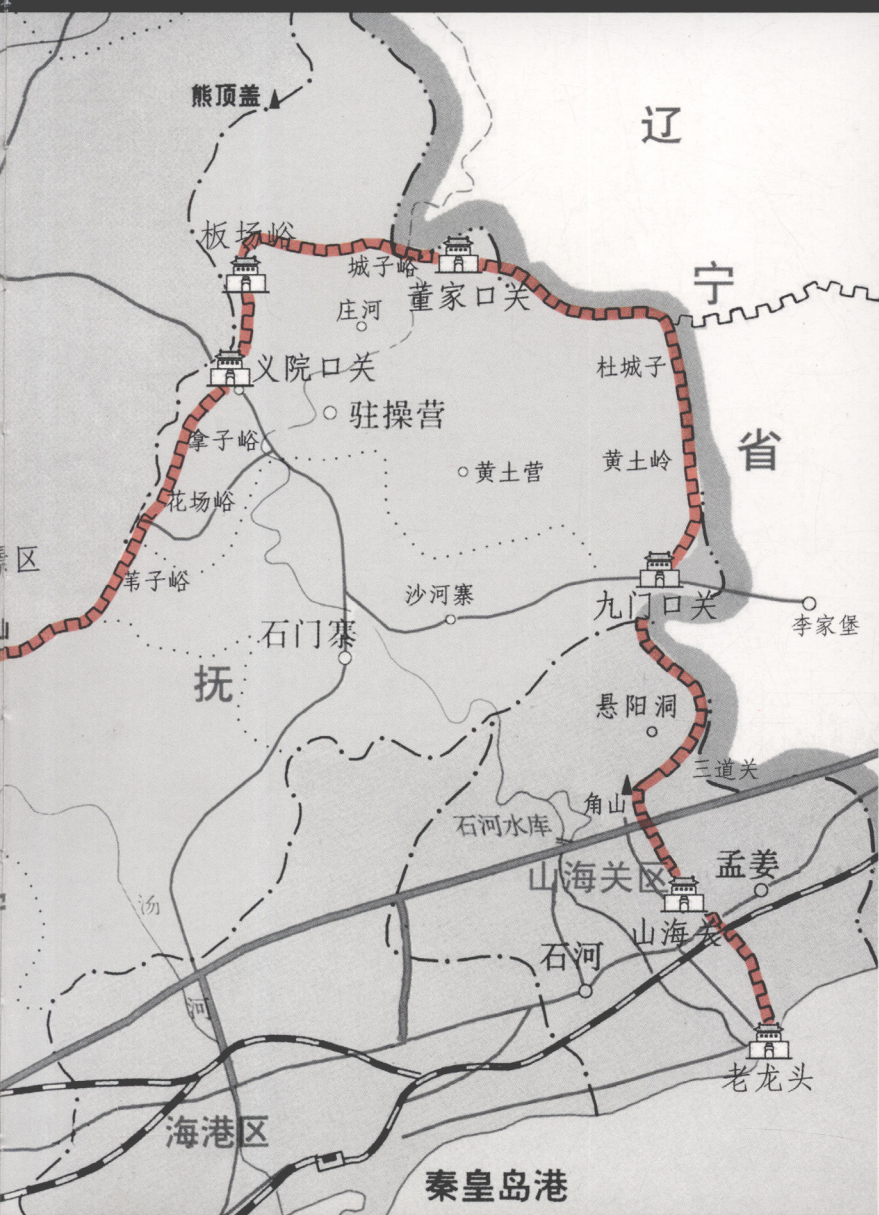 熊顶盖
辽
板场峪
城子峪
董家口关
宁
庄河
义院口关
杜城子
驻操营
拿子峪
黄土岭
省
黄土营
花场峪
区
苇子峪
沙河寨
九门口关
李家堡
石门寨
抚
悬阳洞
三道关
角山
石河水库
山海关区
孟姜
汤
山海关
石河
河
老龙头
海港区
秦皇岛港